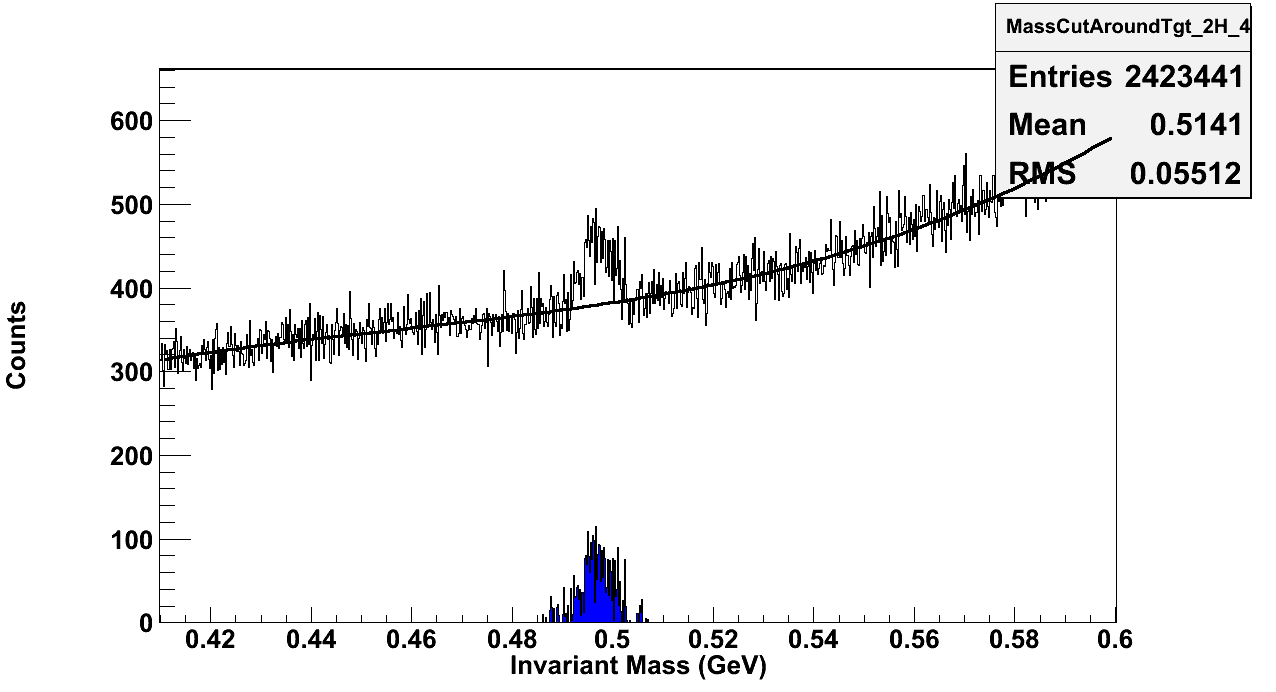 MassCutAroundTgt_2H_4
Entries 2423441
Mean 0.5141
RMS 0.05512
600
500
400
300
200
100
0
Counts
0.42 0.44 0.46 0.48 0.5 0.52 0.54 0.56 0.58 0.6
Invariant Mass (GeV)